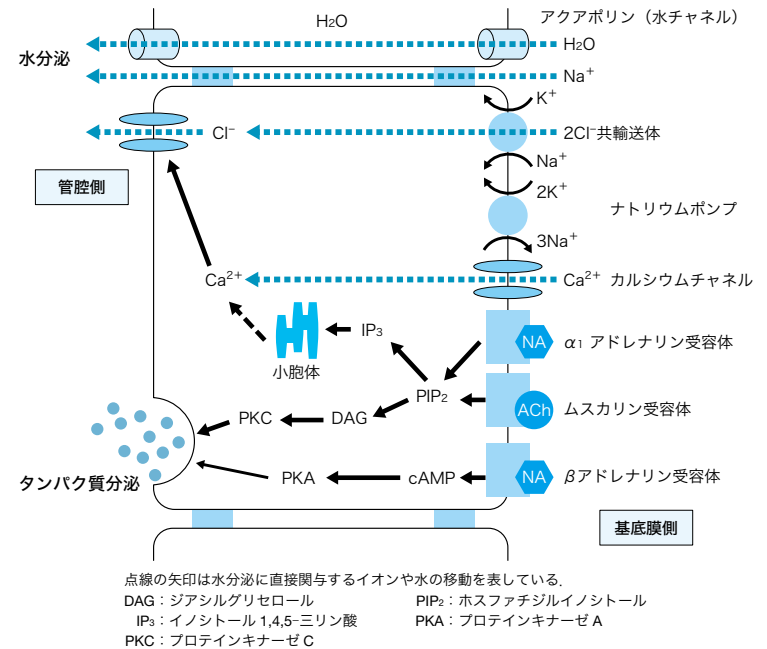 H₂O
アクアポリン（水チャネル）
水分泌
H₂O
Na⁺
K⁺
Cl⁻
2Cl⁻共輸送体
Na⁺
管腔側
2K⁺
ナトリウムポンプ
3Na⁺
Ca²⁺
Ca²⁺ カルシウムチャネル
IP₃
NA
α₁ アドレナリン受容体
小胞体
PIP₂
ACh
ムスカリン受容体
PKC
DAG
タンパク質分泌
PKA
cAMP
NA
βアドレナリン受容体
基底膜側
点線の矢印は水分泌に直接関与するイオンや水の移動を表している．
DAG：ジアシルグリセロール
PIP₂：ホスファチジルイノシトール
IP₃：イノシトール 1,4,5-三リン酸
PKA：プロテインキナーゼ A
PKC：プロテインキナーゼ C